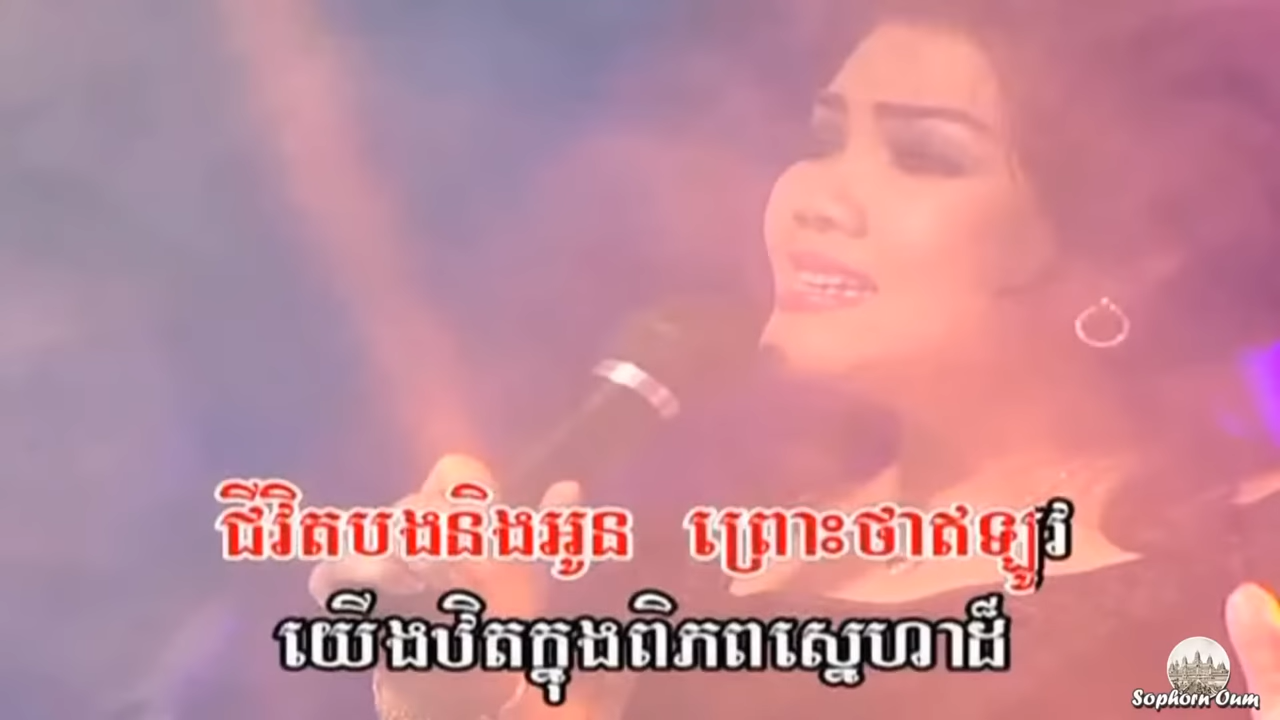 ជីវិតបងនិងអូន ព្រោះថាឥឡូវ
យើងឋិតក្នុងពិភពស្នេហាដ៏
Sophorn Oum